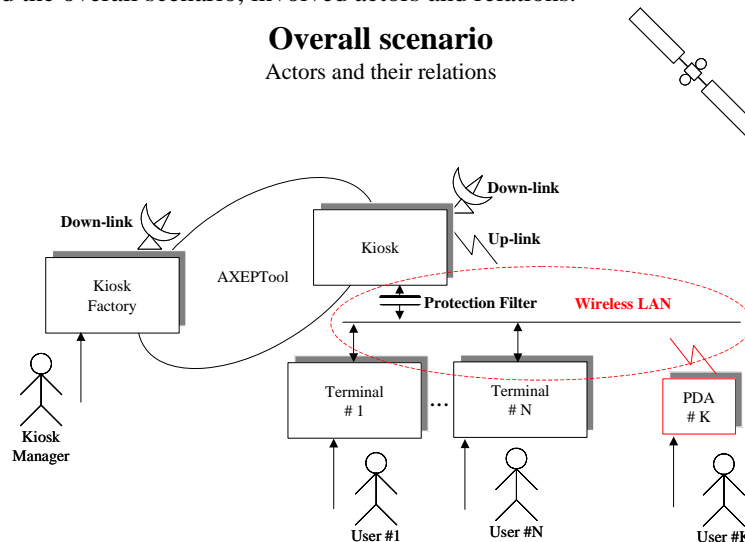 d the overall scenario, involved actors and relations.
Overall scenario
Actors and their relations
Down-link
Down-link
Kiosk
Up-link
AXEPTool
Kiosk
Factory
Protection Filter
Wireless LAN
Terminal
# 1
...
Terminal
# N
PDA
# K
Kiosk
Manager
User #1
User #N
User #K